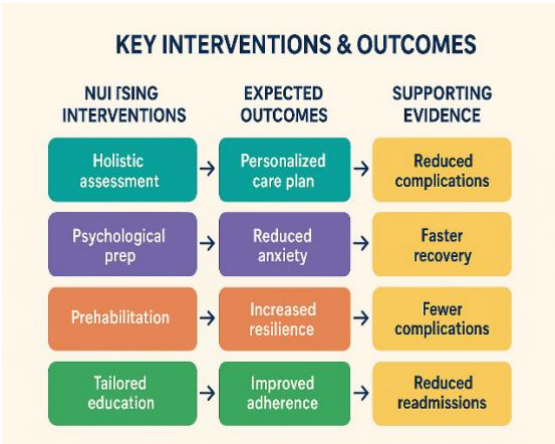 KEY INTERVENTIONS & OUTCOMES
NUIГSING
INTERVENTIONS
EXPECTED
OUTCOMES
SUPPORTING
EVIDENCE
Holistic
assessment
→
Personalized
care plan
→
Reduced
complications
Psychological
prep
→
Reduced
anxiety
→
Faster
recovery
Prehabilitation
→
Increased
resilience
→
Fewer
complications
Tailored
education
→
Improved
adherence
→
Reduced
readmissions